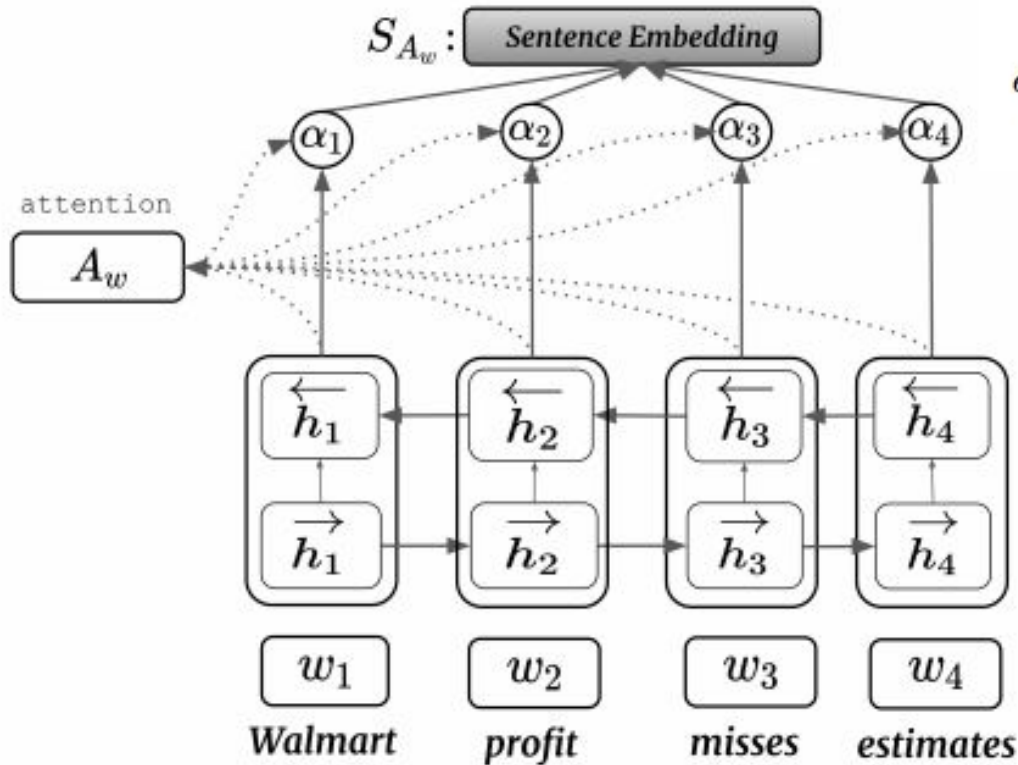 S_{A_w}: Sentence Embedding
α₁ α₂ α₃ α₄
attention
A_w
←h₁ ←h₂ ←h₃ ←h₄
→h₁ →h₂ →h₃ →h₄
w₁ w₂ w₃ w₄
Walmart profit misses estimates